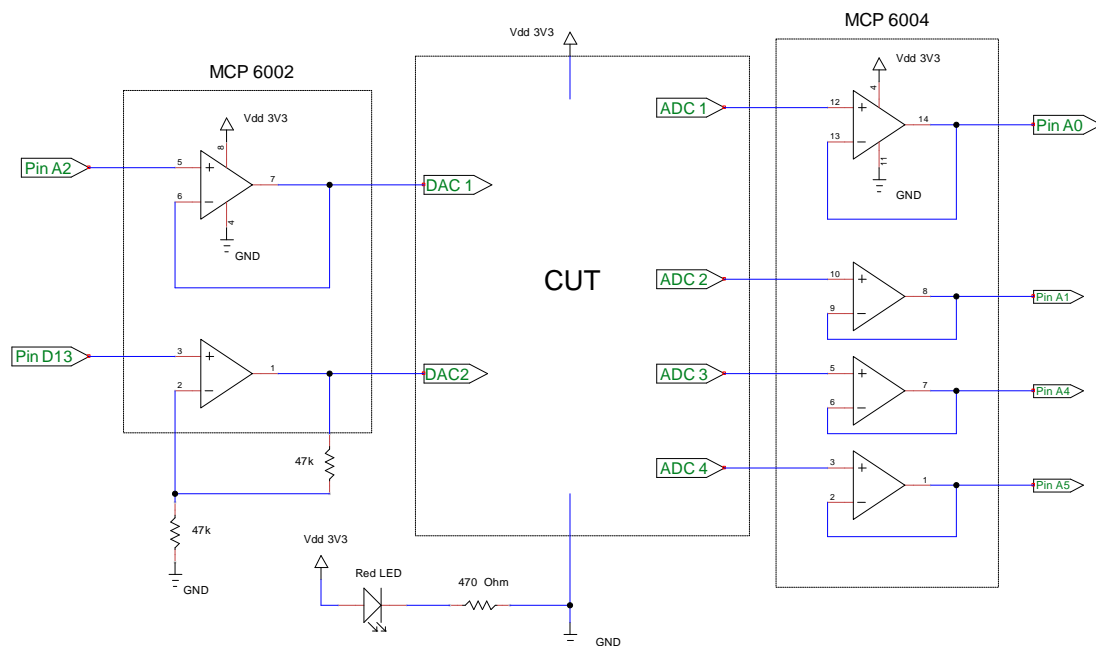 MCP 6002
Vdd 3V3
Pin A2
5
6
8
4
7
GND
DAC 1
Pin D13
3
2
1
DAC2
47k
47k
GND
Vdd 3V3
CUT
Vdd 3V3
Red LED
470 Ohm
GND
MCP 6004
Vdd 3V3
ADC 1
12
13
4
11
14
GND
Pin A0
ADC 2
10
9
8
Pin A1
ADC 3
5
6
7
Pin A4
ADC 4
3
2
1
Pin A5